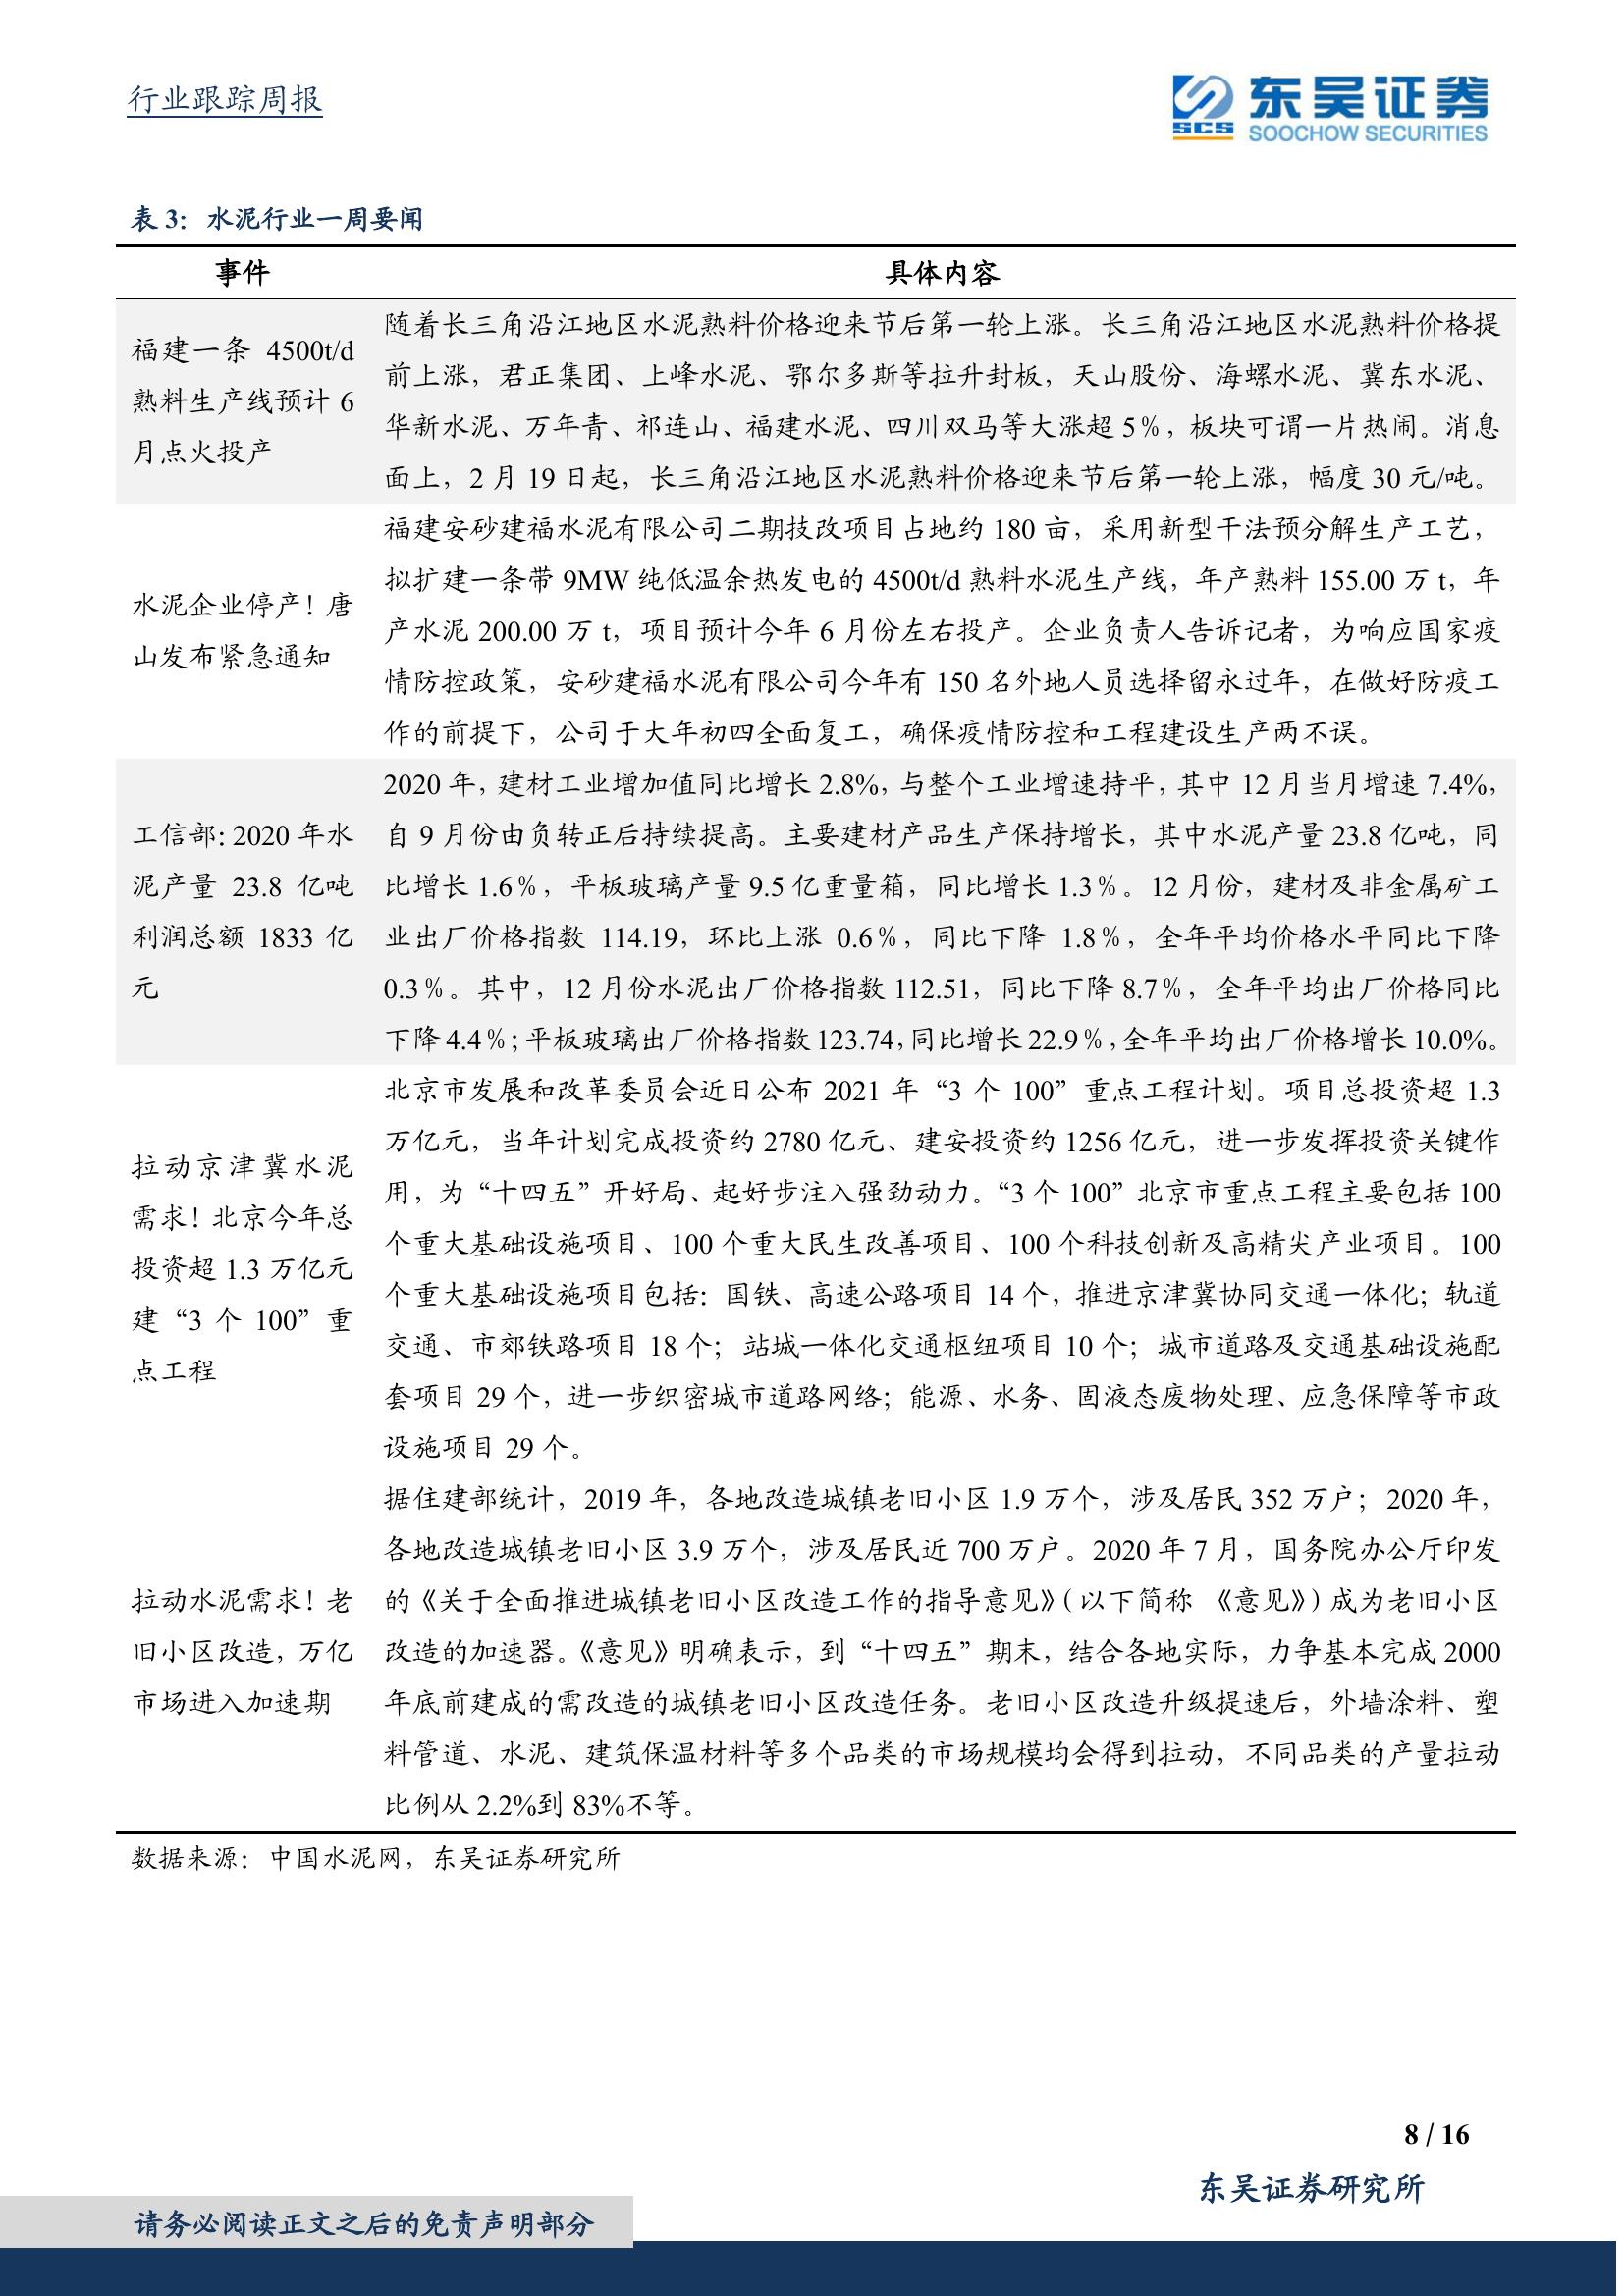 行业跟踪周报
SCS
东吴证券
SOOCHOW SECURITIES
表 3：水泥行业一周要闻
事件 具体内容
福建一条 4500t/d
熟料生产线预计 6
月点火投产
随着长三角沿江地区水泥熟料价格迎来节后第一轮上涨。长三角沿江地区水泥熟料价格提
前上涨，君正集团、上峰水泥、鄂尔多斯等拉升封板，天山股份、海螺水泥、冀东水泥、
华新水泥、万年青、祁连山、福建水泥、四川双马等大涨超 5％，板块可谓一片热闹。消息
面上，2 月 19 日起，长三角沿江地区水泥熟料价格迎来节后第一轮上涨，幅度 30 元/吨。
水泥企业停产！唐
山发布紧急通知
福建安砂建福水泥有限公司二期技改项目占地约 180 亩，采用新型干法预分解生产工艺，
拟扩建一条带 9MW 纯低温余热发电的 4500t/d 熟料水泥生产线，年产熟料 155.00 万 t，年
产水泥 200.00 万 t，项目预计今年 6 月份左右投产。企业负责人告诉记者，为响应国家疫
情防控政策，安砂建福水泥有限公司今年有 150 名外地人员选择留永过年，在做好防疫工
作的前提下，公司于大年初四全面复工，确保疫情防控和工程建设生产两不误。
工信部：2020 年水
泥产量 23.8 亿吨
利润总额 1833 亿
元
2020 年，建材工业增加值同比增长 2.8%，与整个工业增速持平，其中 12 月当月增速 7.4%，
自 9 月份由负转正后持续提高。主要建材产品生产保持增长，其中水泥产量 23.8 亿吨，同
比增长 1.6％，平板玻璃产量 9.5 亿重量箱，同比增长 1.3％。12 月份，建材及非金属矿工
业出厂价格指数 114.19，环比上涨 0.6％，同比下降 1.8％，全年平均价格水平同比下降
0.3％。其中，12 月份水泥出厂价格指数 112.51，同比下降 8.7％，全年平均出厂价格同比
下降 4.4％；平板玻璃出厂价格指数 123.74，同比增长 22.9％，全年平均出厂价格增长 10.0%。
拉动京津冀水泥
需求！北京今年总
投资超 1.3 万亿元
建“3 个 100”重
点工程
北京市发展和改革委员会近日公布 2021 年“3 个 100”重点工程计划。项目总投资超 1.3
万亿元，当年计划完成投资约 2780 亿元、建安投资约 1256 亿元，进一步发挥投资关键作
用，为“十四五”开好局、起好步注入强劲动力。“3 个 100”北京市重点工程主要包括 100
个重大基础设施项目、100 个重大民生改善项目、100 个科技创新及高精尖产业项目。100
个重大基础设施项目包括：国铁、高速公路项目 14 个，推进京津冀协同交通一体化；轨道
交通、市郊铁路项目 18 个；站城一体化交通枢纽项目 10 个；城市道路及交通基础设施配
套项目 29 个，进一步织密城市道路网络；能源、水务、固液态废物处理、应急保障等市政
设施项目 29 个。
拉动水泥需求！老
旧小区改造，万亿
市场进入加速期
据住建部统计，2019 年，各地改造城镇老旧小区 1.9 万个，涉及居民 352 万户；2020 年，
各地改造城镇老旧小区 3.9 万个，涉及居民近 700 万户。2020 年 7 月，国务院办公厅印发
的《关于全面推进城镇老旧小区改造工作的指导意见》（以下简称 《意见》）成为老旧小区
改造的加速器。《意见》明确表示，到“十四五”期末，结合各地实际，力争基本完成 2000
年底前建成的需改造的城镇老旧小区改造任务。老旧小区改造升级提速后，外墙涂料、塑
料管道、水泥、建筑保温材料等多个品类的市场规模均会得到拉动，不同品类的产量拉动
比例从 2.2%到 83%不等。
数据来源：中国水泥网，东吴证券研究所
8 / 16
东吴证券研究所
请务必阅读正文之后的免责声明部分